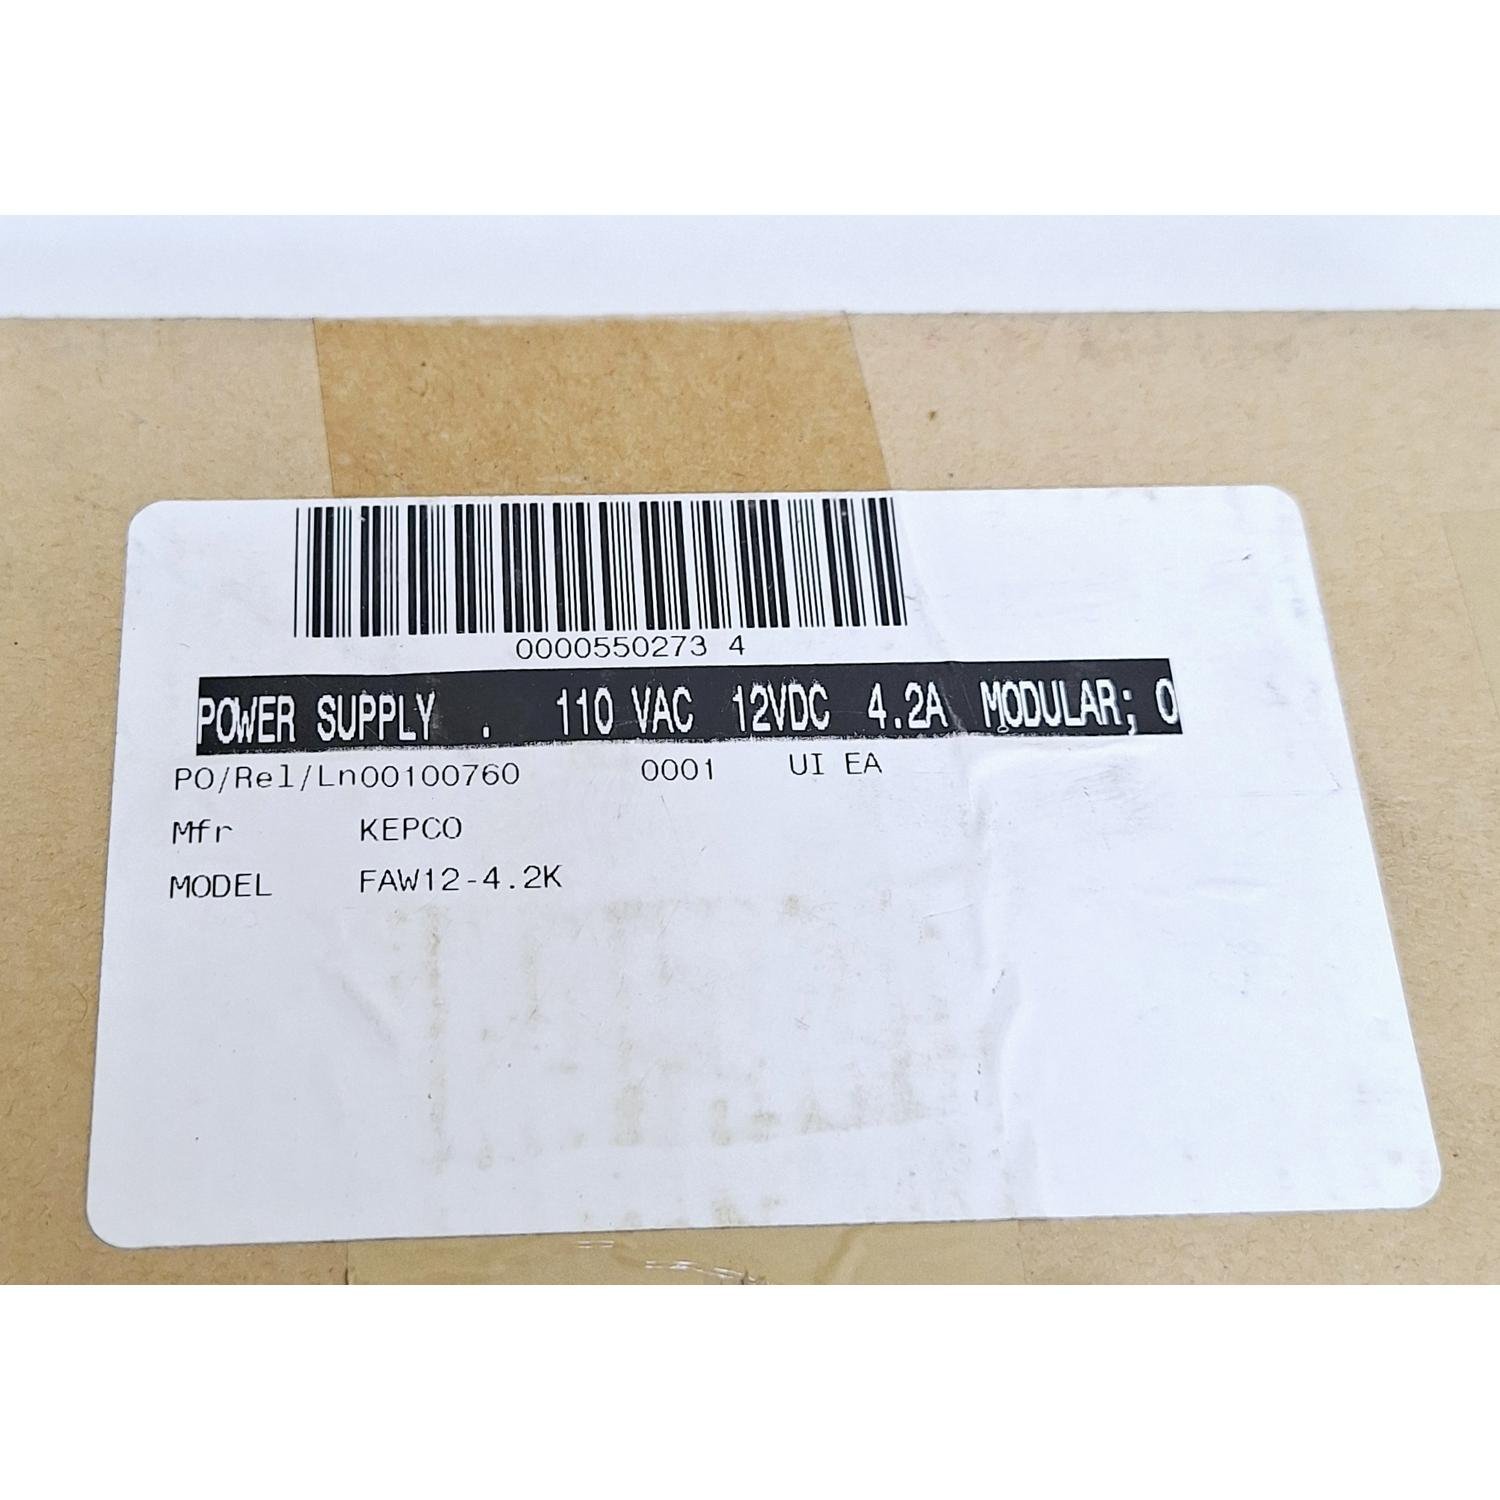 0000550273 4
POWER SUPPLY . 110 VAC 12VDC 4.2A MODULAR; O
PO/Rel/Ln00100760 0001 UI EA
Mfr KEPCO
MODEL FAW12-4.2K